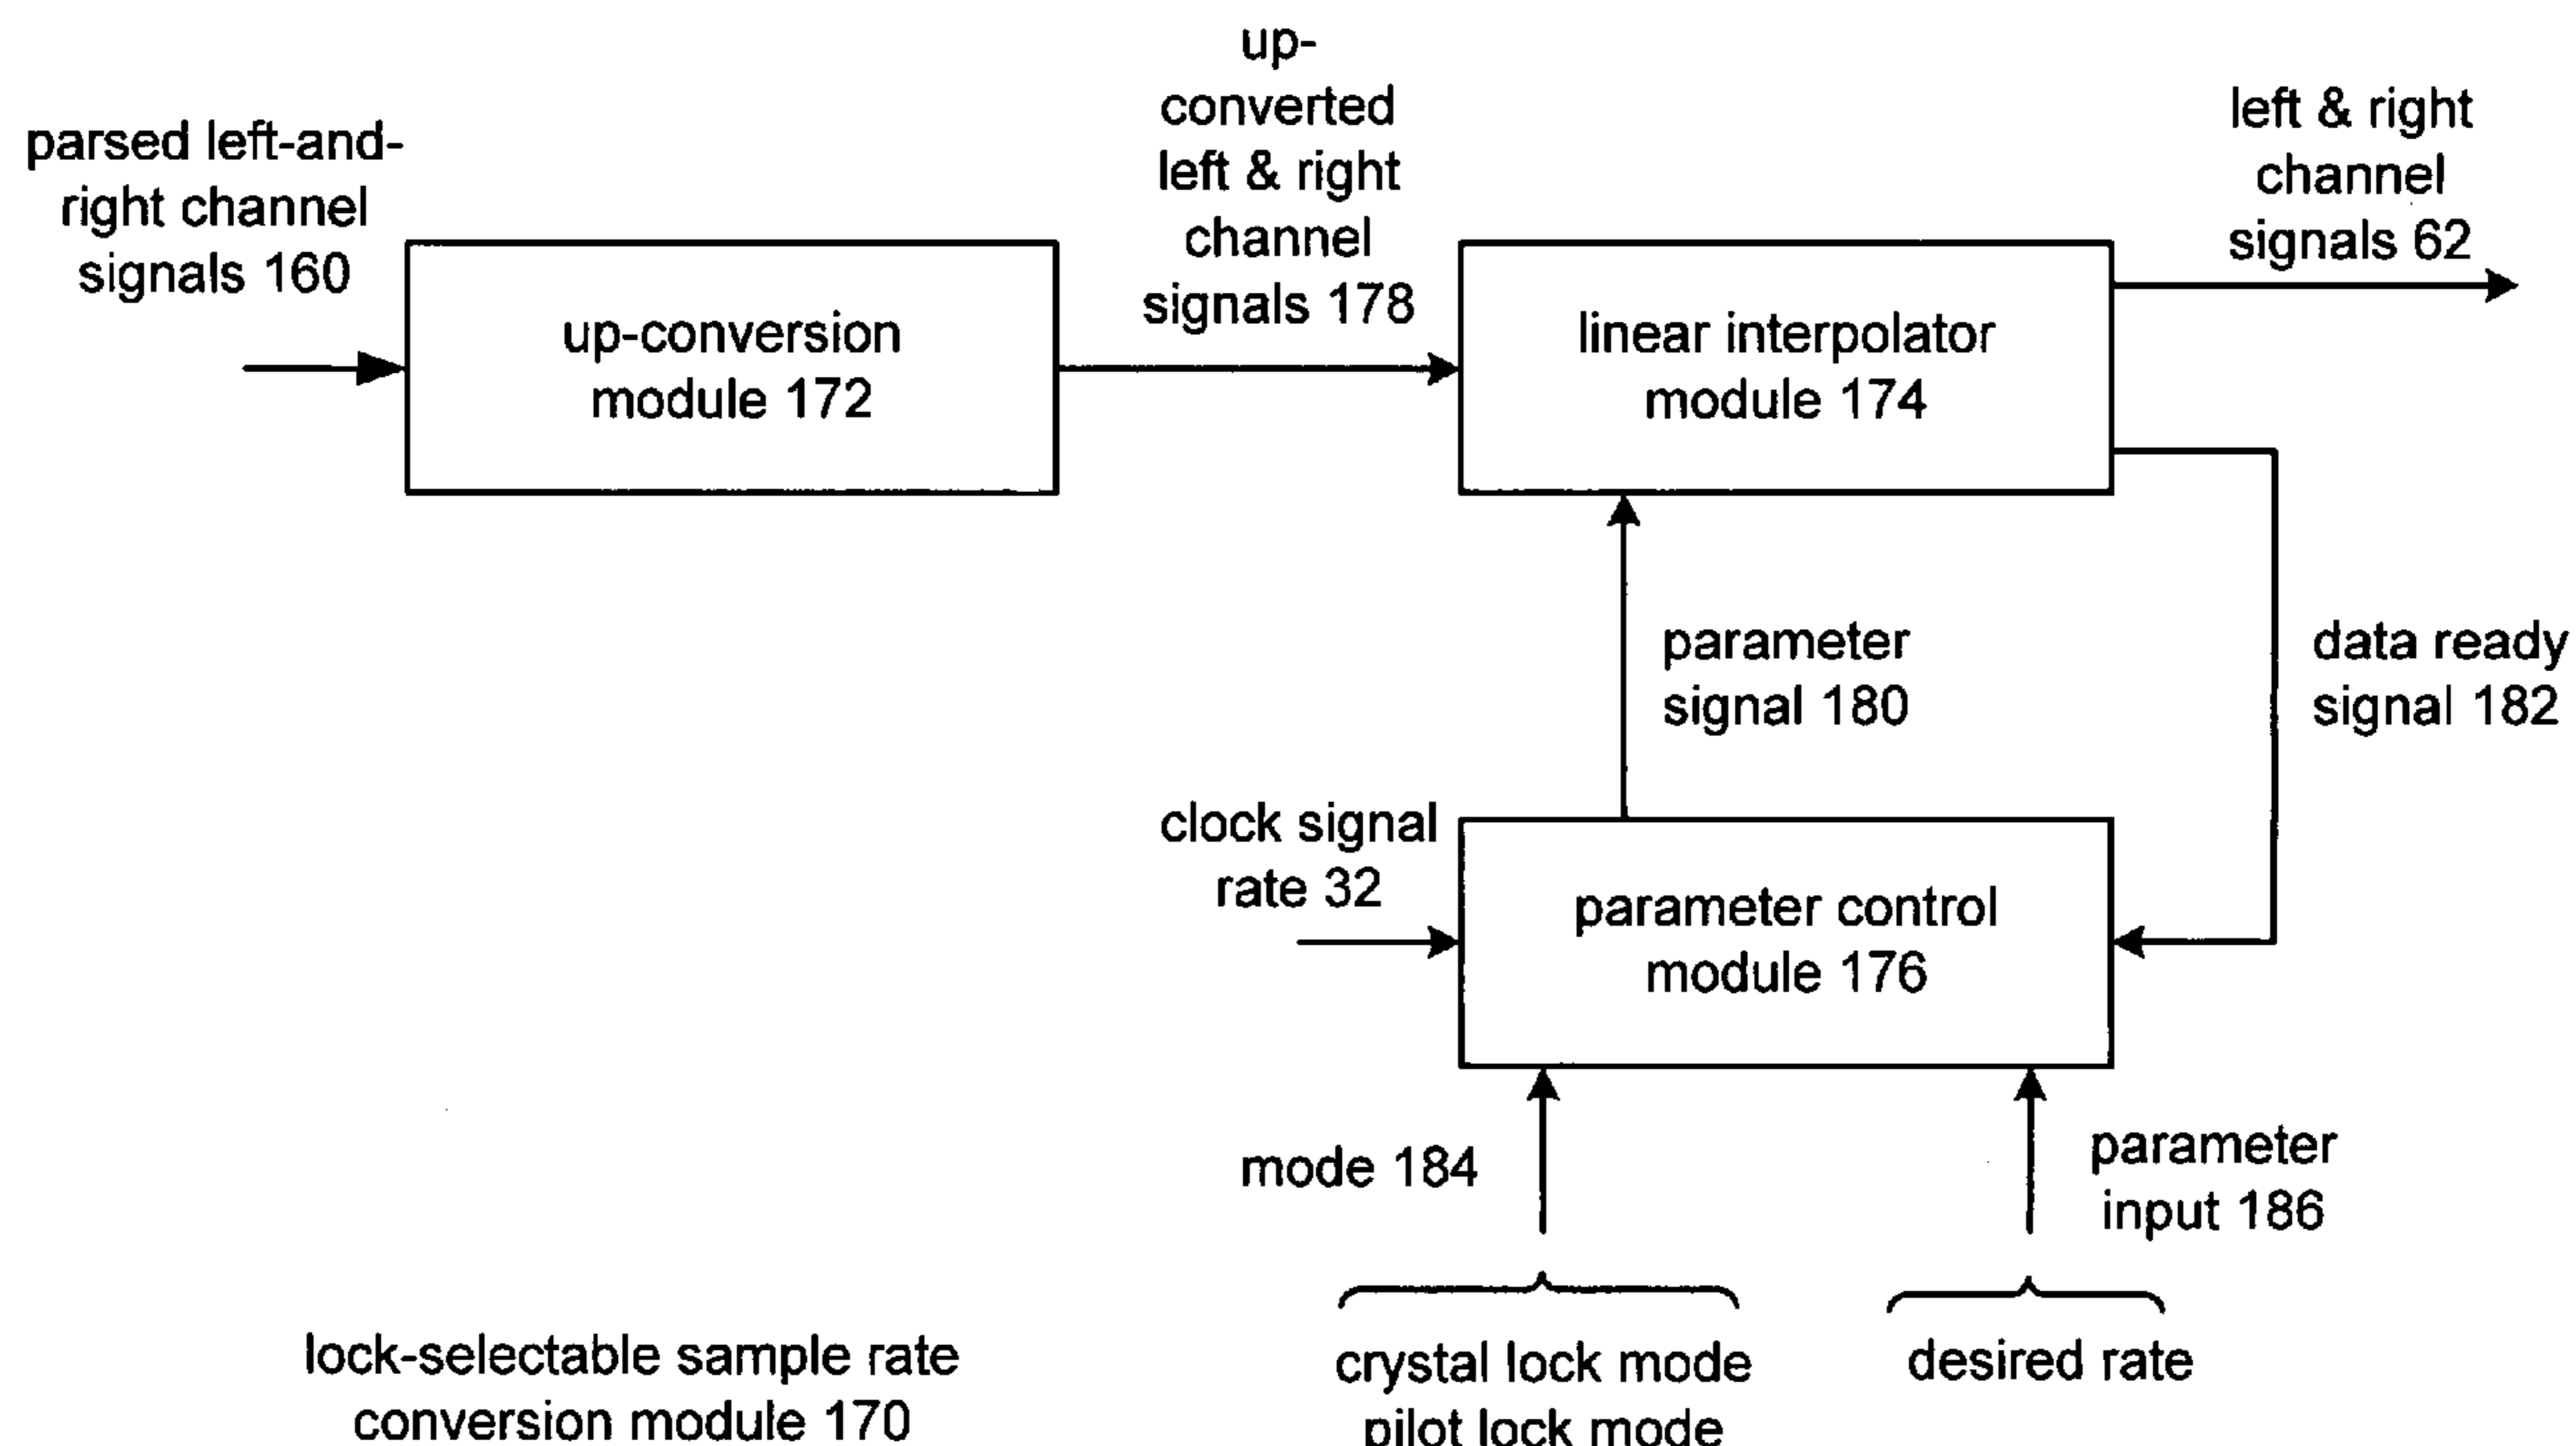 parsed left-and-
right channel
signals 160
up-conversion
module 172
up-
converted
left & right
channel
signals 178
linear interpolator
module 174
left & right
channel
signals 62
parameter
signal 180
data ready
signal 182
clock signal
rate 32
parameter control
module 176
mode 184
parameter
input 186
crystal lock mode
pilot lock mode
desired rate
lock-selectable sample rate
conversion module 170